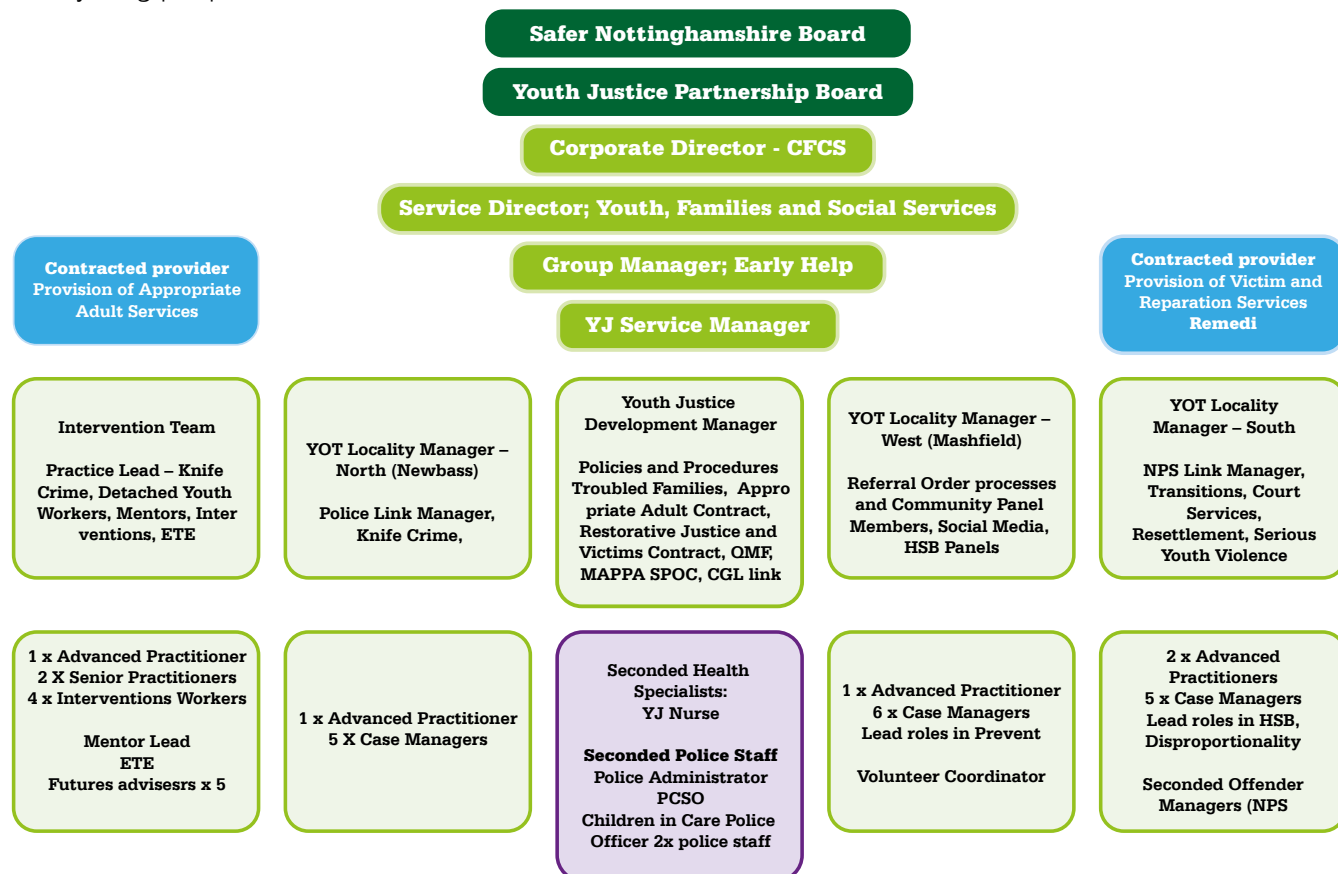 Safer Nottinghamshire Board
Youth Justice Partnership Board
Corporate Director - CFCS
Service Director; Youth, Families and Social Services
Group Manager; Early Help
YJ Service Manager
Contracted provider
Provision of Appropriate
Adult Services
Contracted provider
Provision of Victim and
Reparation Services
Remedi
Intervention Team
Practice Lead – Knife
Crime, Detached Youth
Workers, Mentors, Inter
ventions, ETE
YOT Locality Manager –
North (Newbass)
Police Link Manager,
Knife Crime,
Youth Justice
Development Manager
Policies and Procedures
Troubled Families, Appro
priate Adult Contract,
Restorative Justice and
Victims Contract, QMF,
MAPPA SPOC, CGL link
YOT Locality Manager –
West (Mashfield)
Referral Order processes
and Community Panel
Members, Social Media,
HSB Panels
YOT Locality
Manager – South
NPS Link Manager,
Transitions, Court
Services,
Resettlement, Serious
Youth Violence
1 x Advanced Practitioner
2 X Senior Practitioners
4 x Interventions Workers
Mentor Lead
ETE
Futures advisesrs x 5
1 x Advanced Practitioner
5 X Case Managers
Seconded Health
Specialists:
YJ Nurse
Seconded Police Staff
Police Administrator
PCSO
Children in Care Police
Officer 2x police staff
1 x Advanced Practitioner
6 x Case Managers
Lead roles in Prevent
Volunteer Coordinator
2 x Advanced
Practitioners
5 x Case Managers
Lead roles in HSB,
Disproportionality
Seconded Offender
Managers (NPS